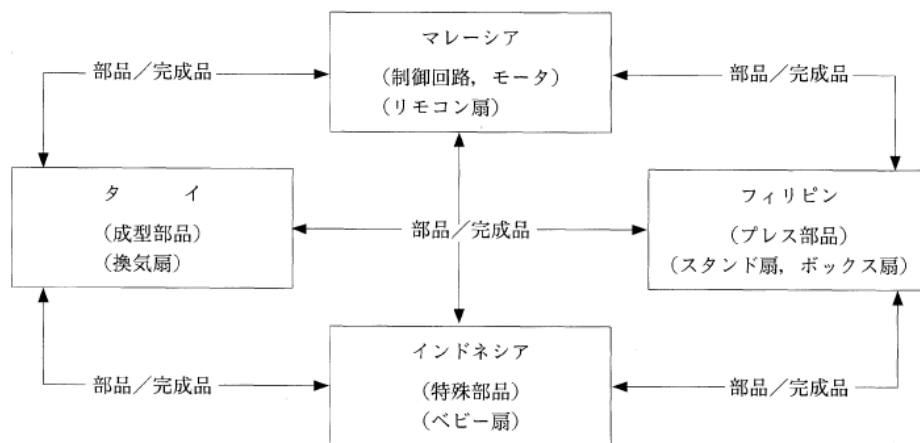 マレーシア
(制御回路,モータ)
(リモコン扇)
部品/完成品
部品/完成品
タ イ
(成型部品)
(換気扇)
部品/完成品
フィリピン
(プレス部品)
(スタンド扇,ボックス扇)
インドネシア
(特殊部品)
(ベビー扇)
部品/完成品
部品/完成品